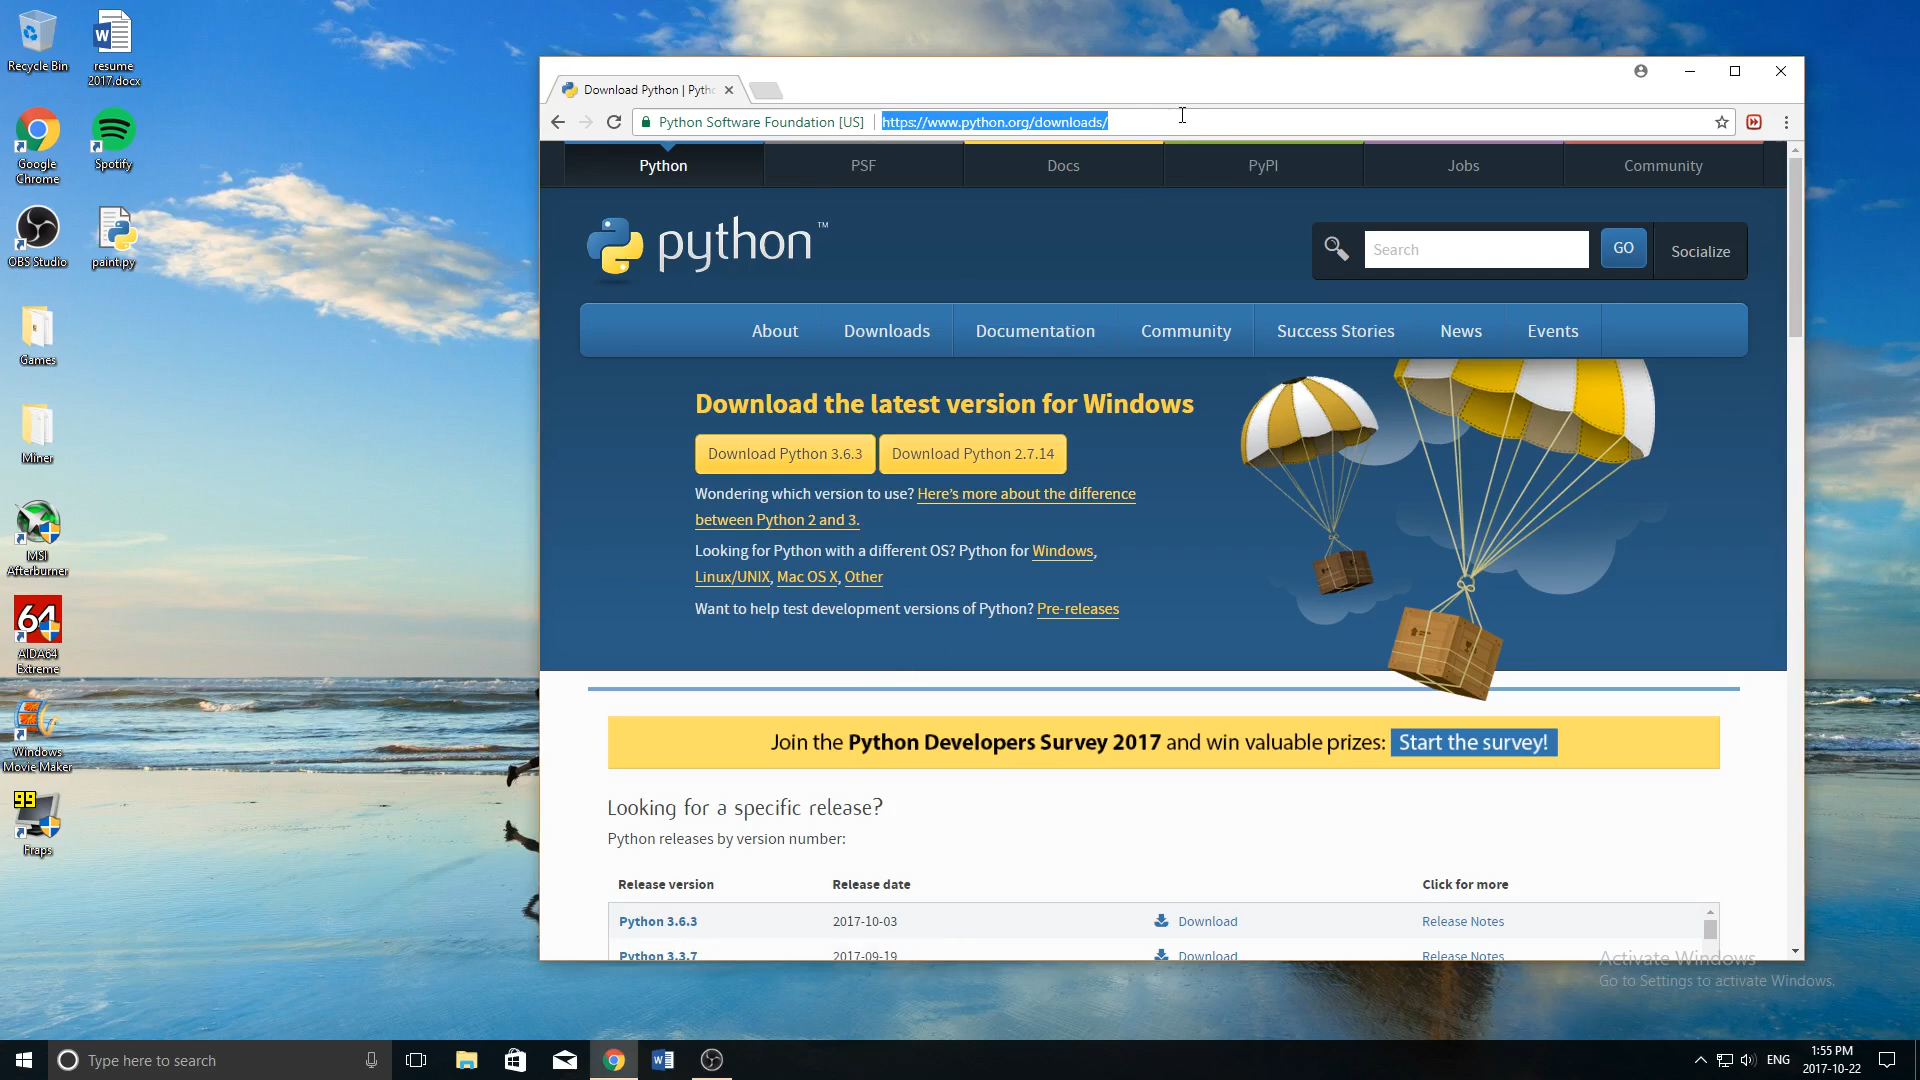 Recycle Bin
resume
2017.docx
Google
Chrome
Spotify
OBS Studio
paint.py
Games
Miner
MSI
Afterburner
64
AIDA64
Extreme
Windows
Movie Maker
99
Fraps
Download Python | Pytho
Python Software Foundation [US]
https://www.python.org/downloads/
Python
PSF
Docs
PyPI
Jobs
Community
python™
Search
GO
Socialize
About
Downloads
Documentation
Community
Success Stories
News
Events
Download the latest version for Windows
Download Python 3.6.3
Download Python 2.7.14
Wondering which version to use? Here's more about the difference
between Python 2 and 3.
Looking for Python with a different OS? Python for Windows,
Linux/UNIX, Mac OS X, Other
Want to help test development versions of Python? Pre-releases
Join the Python Developers Survey 2017 and win valuable prizes: Start the survey!
Looking for a specific release?
Python releases by version number:
Release version
Release date
Click for more
Python 3.6.3
2017-10-03
Download
Release Notes
Python 3.3.7
2017-09-19
Download
Release Notes
Activate Windows
Go to Settings to activate Windows.
Type here to search
ENG
1:55 PM
2017-10-22